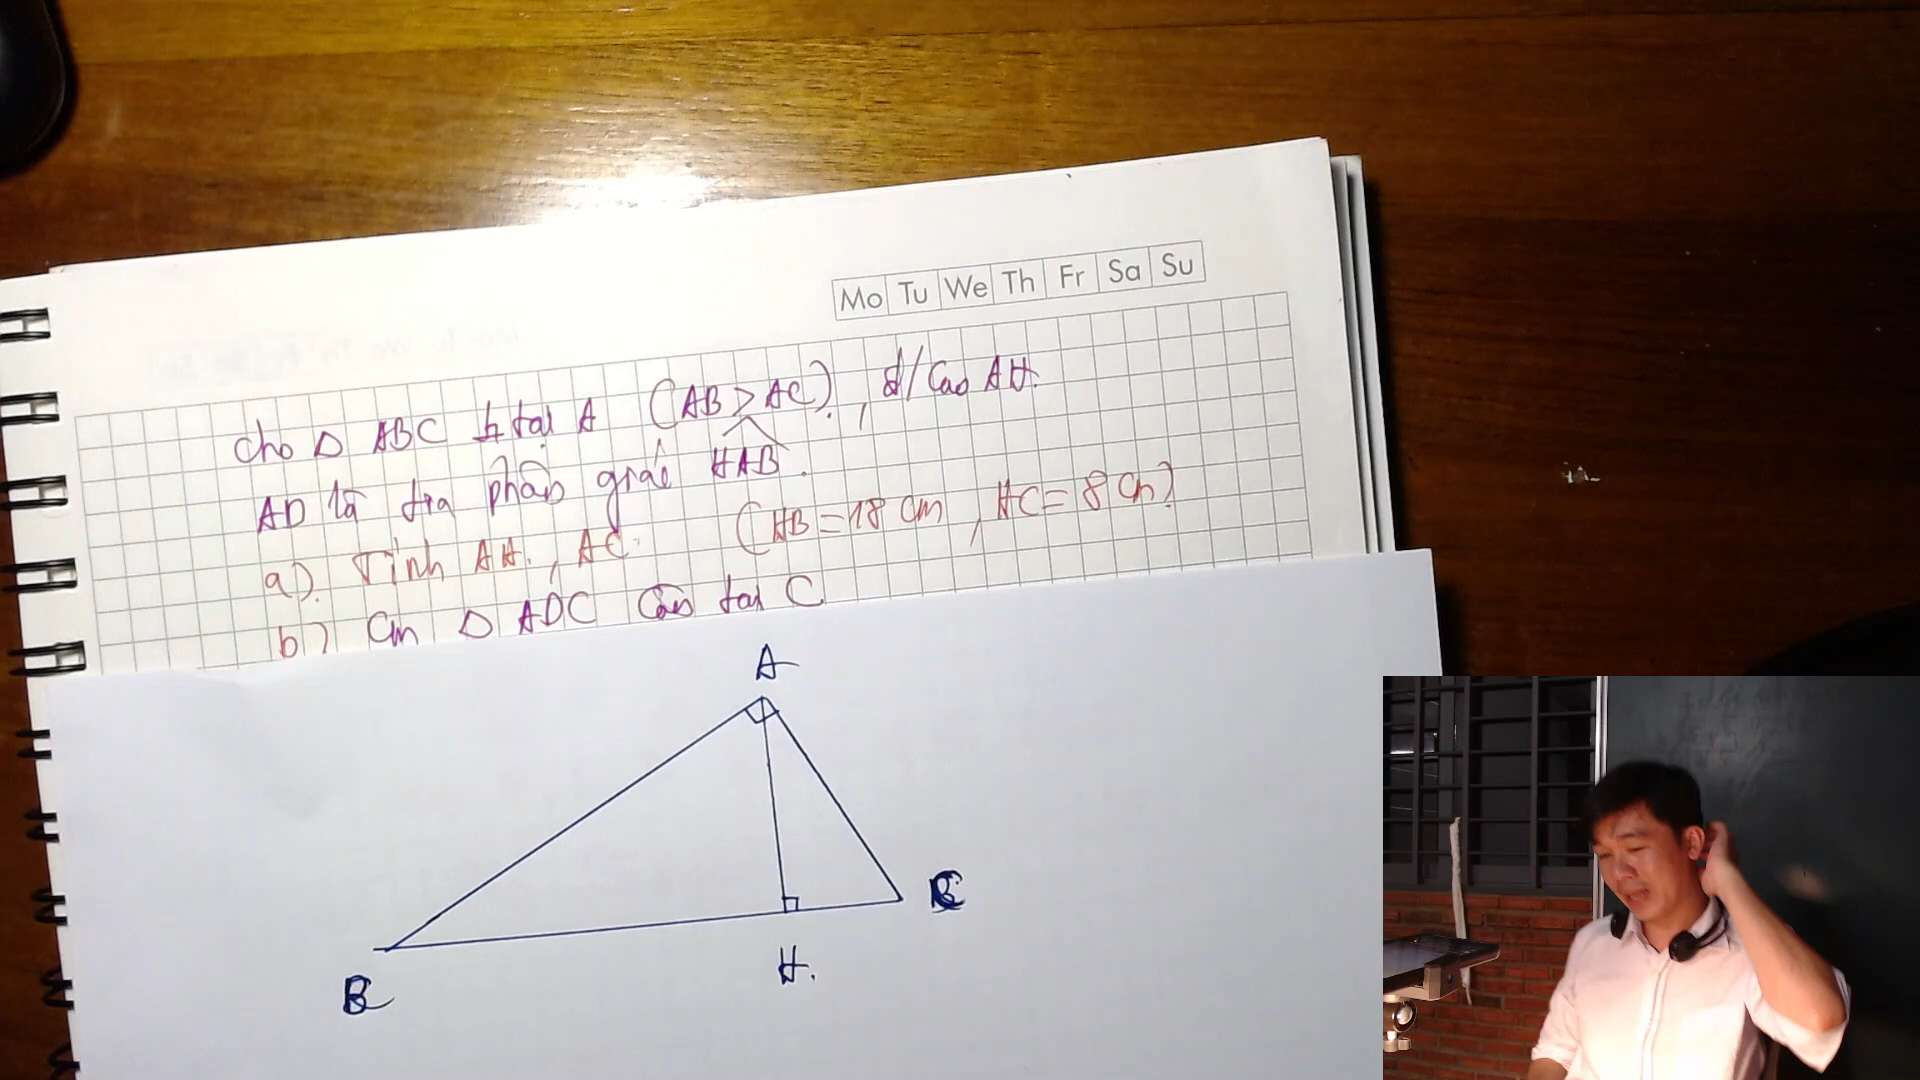 Mo Tu We Th Fr Sa Su
Cho Δ ABC ⊥ tại A (AB > AC), đ/Cao AH.
AD là tia phân giác HAB.
a). Tính AH., AC. (HB = 18 cm, HC = 8 cm)
b) Cm Δ ADC Cân tại C
A
B
H.
C